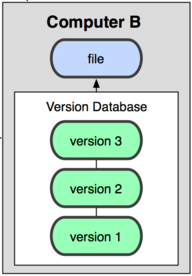 Computer B
file
Version Database
version 3
version 2
version 1